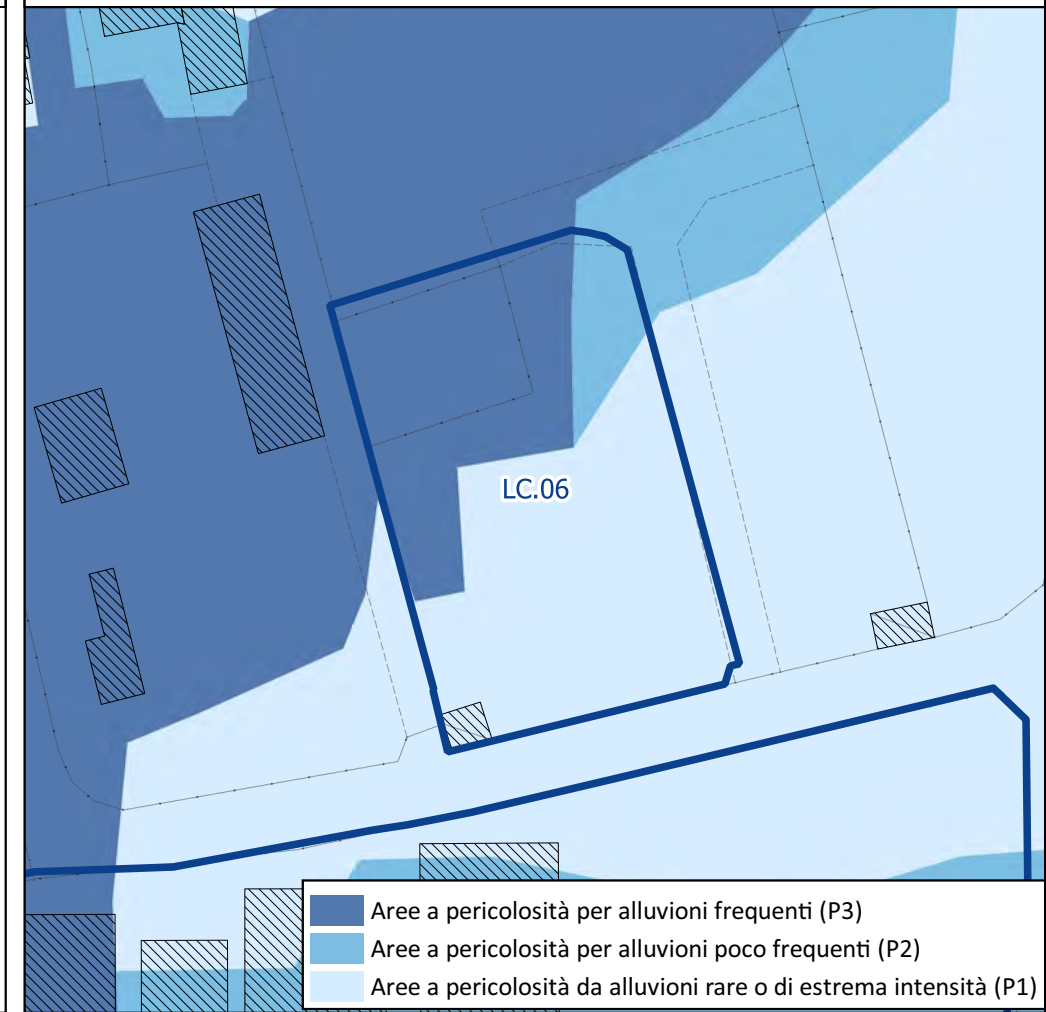 LC.06
Aree a pericolosità per alluvioni frequenti (P3)
Aree a pericolosità per alluvioni poco frequenti (P2)
Aree a pericolosità da alluvioni rare o di estrema intensità (P1)